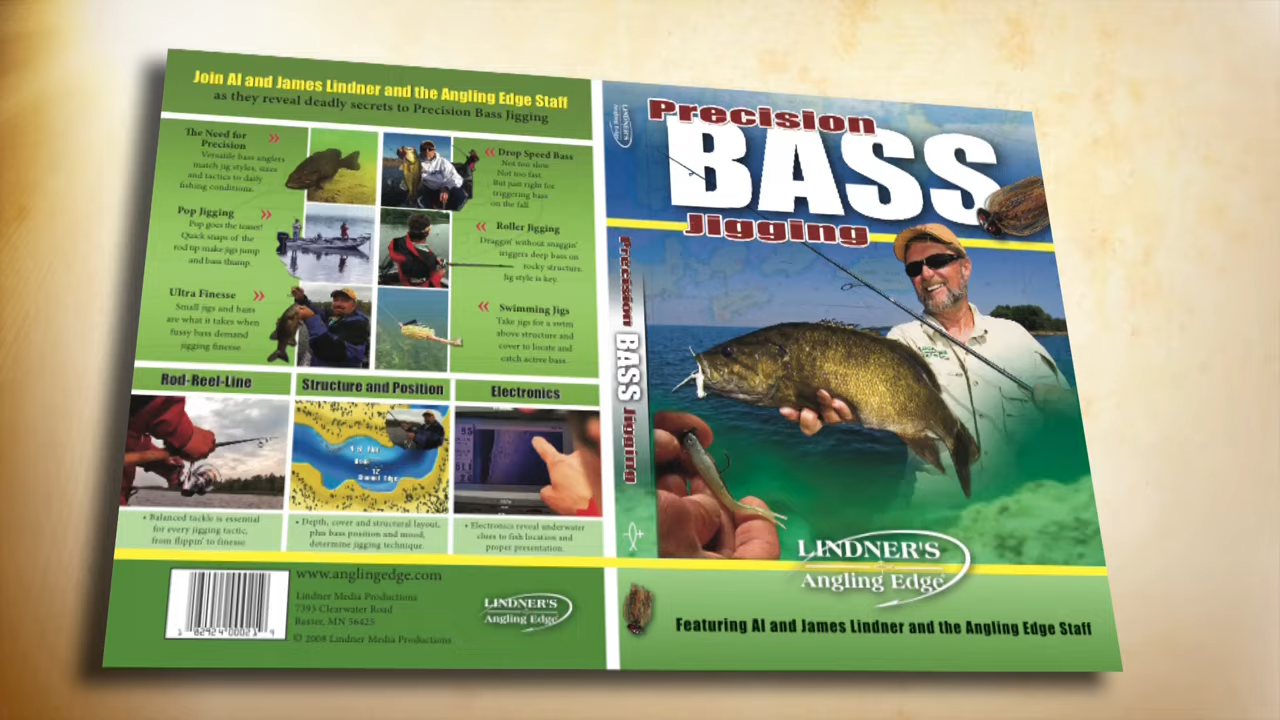 Join Al and James Lindner and the Angling Edge Staff
as they reveal deadly secrets to Precision Bass Jigging
The Need for
Precision
Versatile bass anglers
match jig styles, sizes
and tactics to daily
fishing conditions.
Pop Jigging
Pop goes the teaser!
Quick snaps of the
rod tip make jigs jump
and bass thump.
Ultra Finesse
Small jigs and baits
are what it takes when
fussy bass demand
jigging finesse
Drop Speed Bass
Not too slow.
Not too fast.
But just right for
triggering bass
on the fall.
Roller Jigging
Draggin' without snaggin'
triggers deep bass on
rocky structure.
Jig style is key.
Swimming Jigs
Take jigs for a swim
above structure and
cover to locate and
catch active bass.
Rod-Reel-Line
Structure and Position
Electronics
• Balanced tackle is essential
for every jigging tactic,
from flippin' to finesse
• Depth, cover and structural layout,
plus bass position and mood,
determine jigging technique.
• Electronics reveal underwater
clues to fish location and
proper presentation.
www.anglingedge.com
Lindner Media Productions
7393 Clearwater Road
Baxter, MN 56425
© 2008 Lindner Media Productions
LINDNER'S
Angling Edge
LINDNER'S
Angling Edge
Precision BASS Jigging
Precision
BASS
Jigging
LINDNER'S
Angling Edge
Featuring Al and James Lindner and the Angling Edge Staff